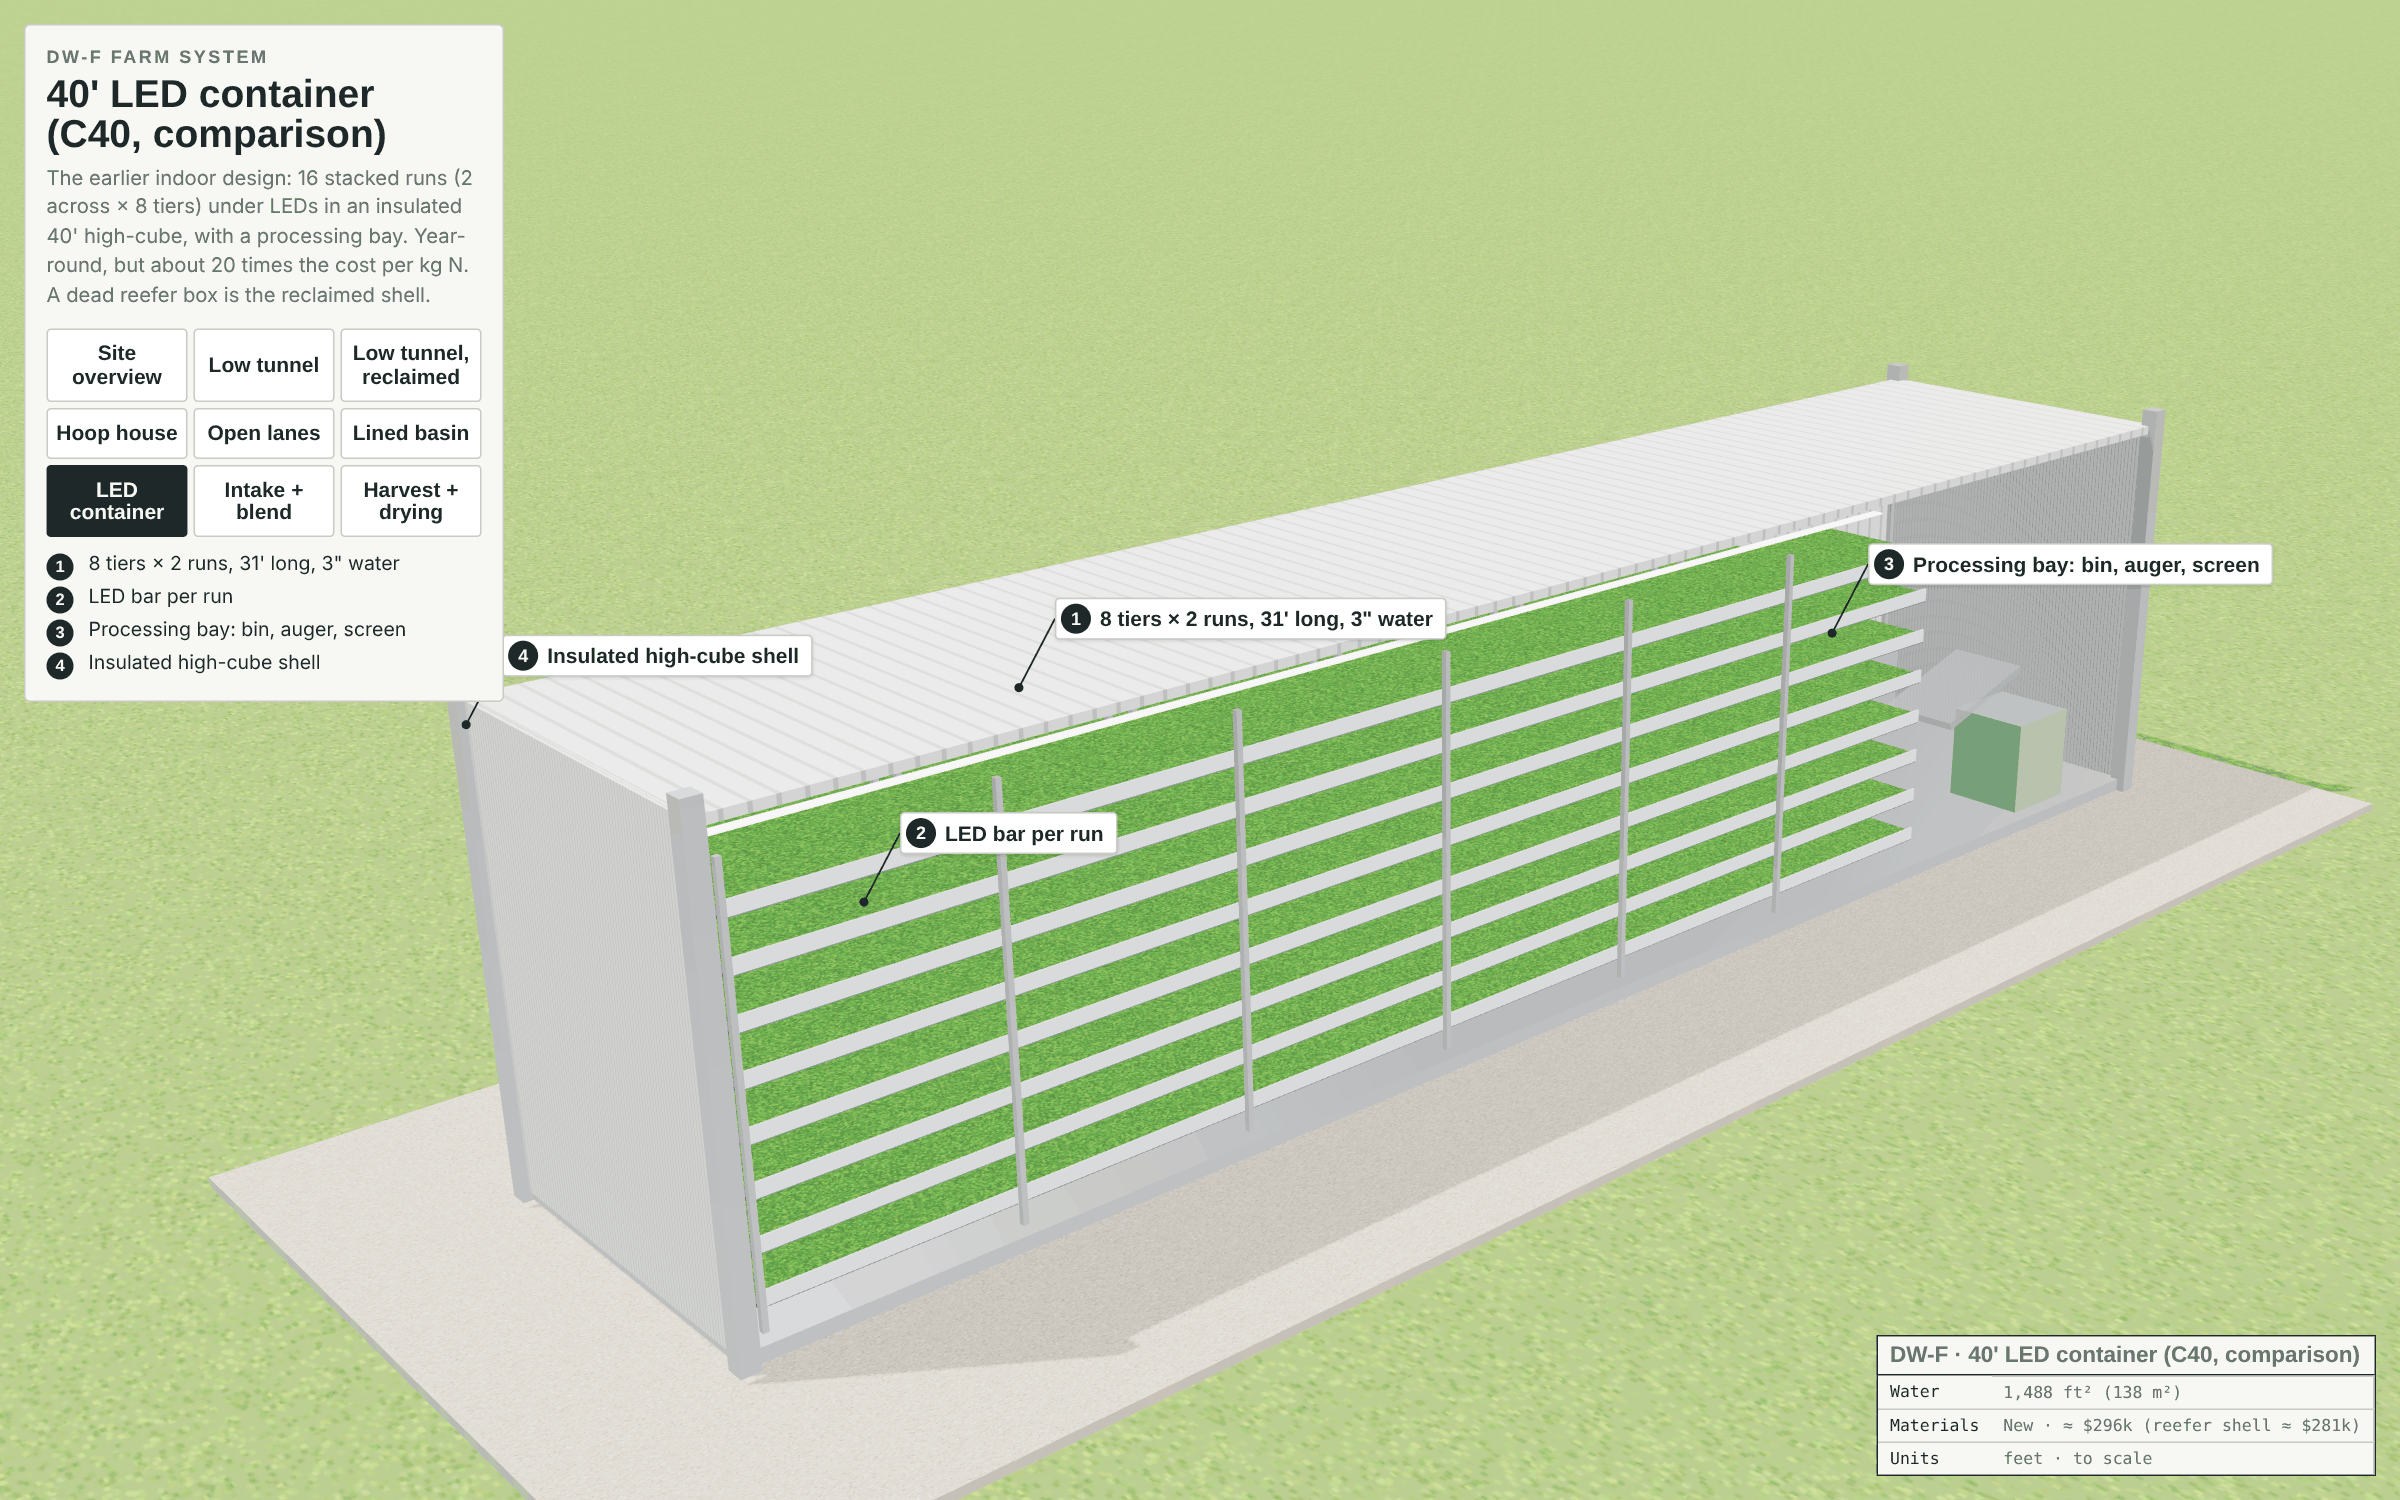 DW-F FARM SYSTEM
40' LED container
(C40, comparison)
The earlier indoor design: 16 stacked runs (2
across × 8 tiers) under LEDs in an insulated
40' high-cube, with a processing bay. Year-
round, but about 20 times the cost per kg N.
A dead reefer box is the reclaimed shell.
Site
overview
Low tunnel
Low tunnel,
reclaimed
Hoop house
Open lanes
Lined basin
LED
container
Intake +
blend
Harvest +
drying
1 8 tiers × 2 runs, 31' long, 3" water
2 LED bar per run
3 Processing bay: bin, auger, screen
4 Insulated high-cube shell
3 Processing bay: bin, auger, screen
1 8 tiers × 2 runs, 31' long, 3" water
4 Insulated high-cube shell
2 LED bar per run
DW-F · 40' LED container (C40, comparison)
Water 1,488 ft² (138 m²)
Materials New · ≈ $296k (reefer shell ≈ $281k)
Units feet · to scale